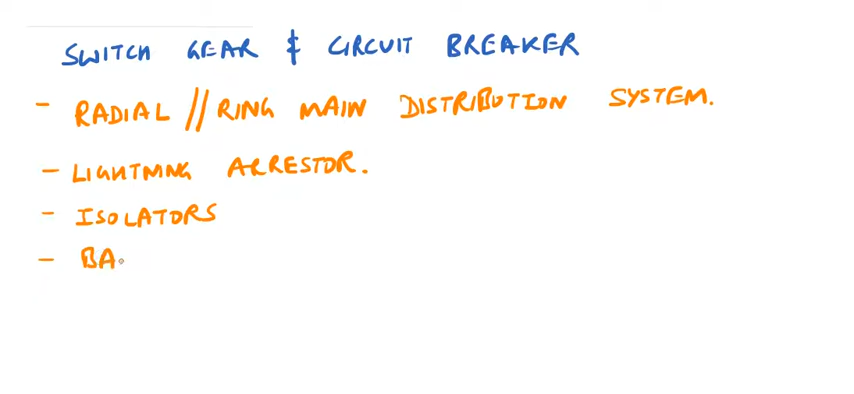 SWITCH GEAR & CIRCUIT BREAKER
- RADIAL // RING MAIN DISTRIBUTION SYSTEM.
- LIGHTNING ARRESTOR.
- ISOLATORS
- BA